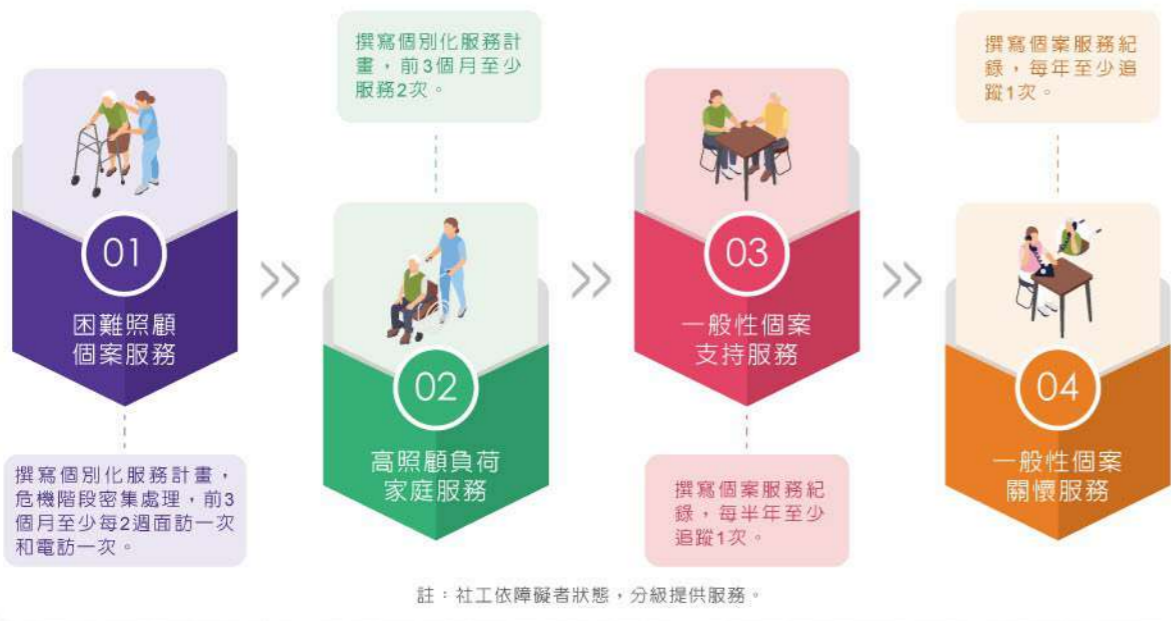 01
困難照顧
個案服務
撰寫個別化服務計畫，
危機階段密集處理，前3
個月至少每2週面訪一次
和電訪一次。
撰寫個別化服務計
畫，前3個月至少
服務2次。
02
高照顧負荷
家庭服務
03
一般性個案
支持服務
撰寫個案服務紀
錄，每半年至少
追蹤1次。
撰寫個案服務紀
錄，每年至少追
蹤1次。
04
一般性個案
關懷服務
註：社工依障礙者狀態，分級提供服務。